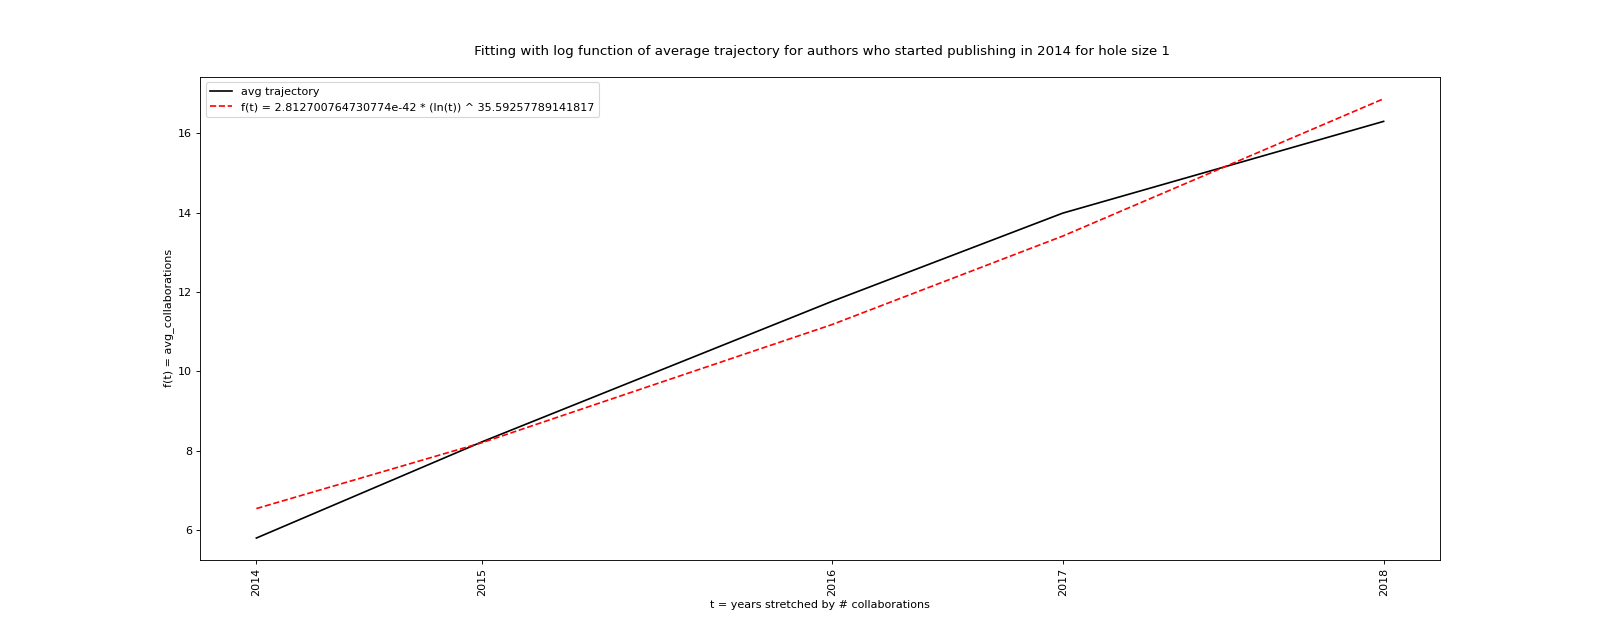 Fitting with log function of average trajectory for authors who started publishing in 2014 for hole size 1
avg trajectory
f(t) = 2.812700764730774e-42 * (ln(t)) ^ 35.59257789141817
16
14
12
10
8
6
f(t) = avg_collaborations
2014
2015
2016
2017
2018
t = years stretched by # collaborations